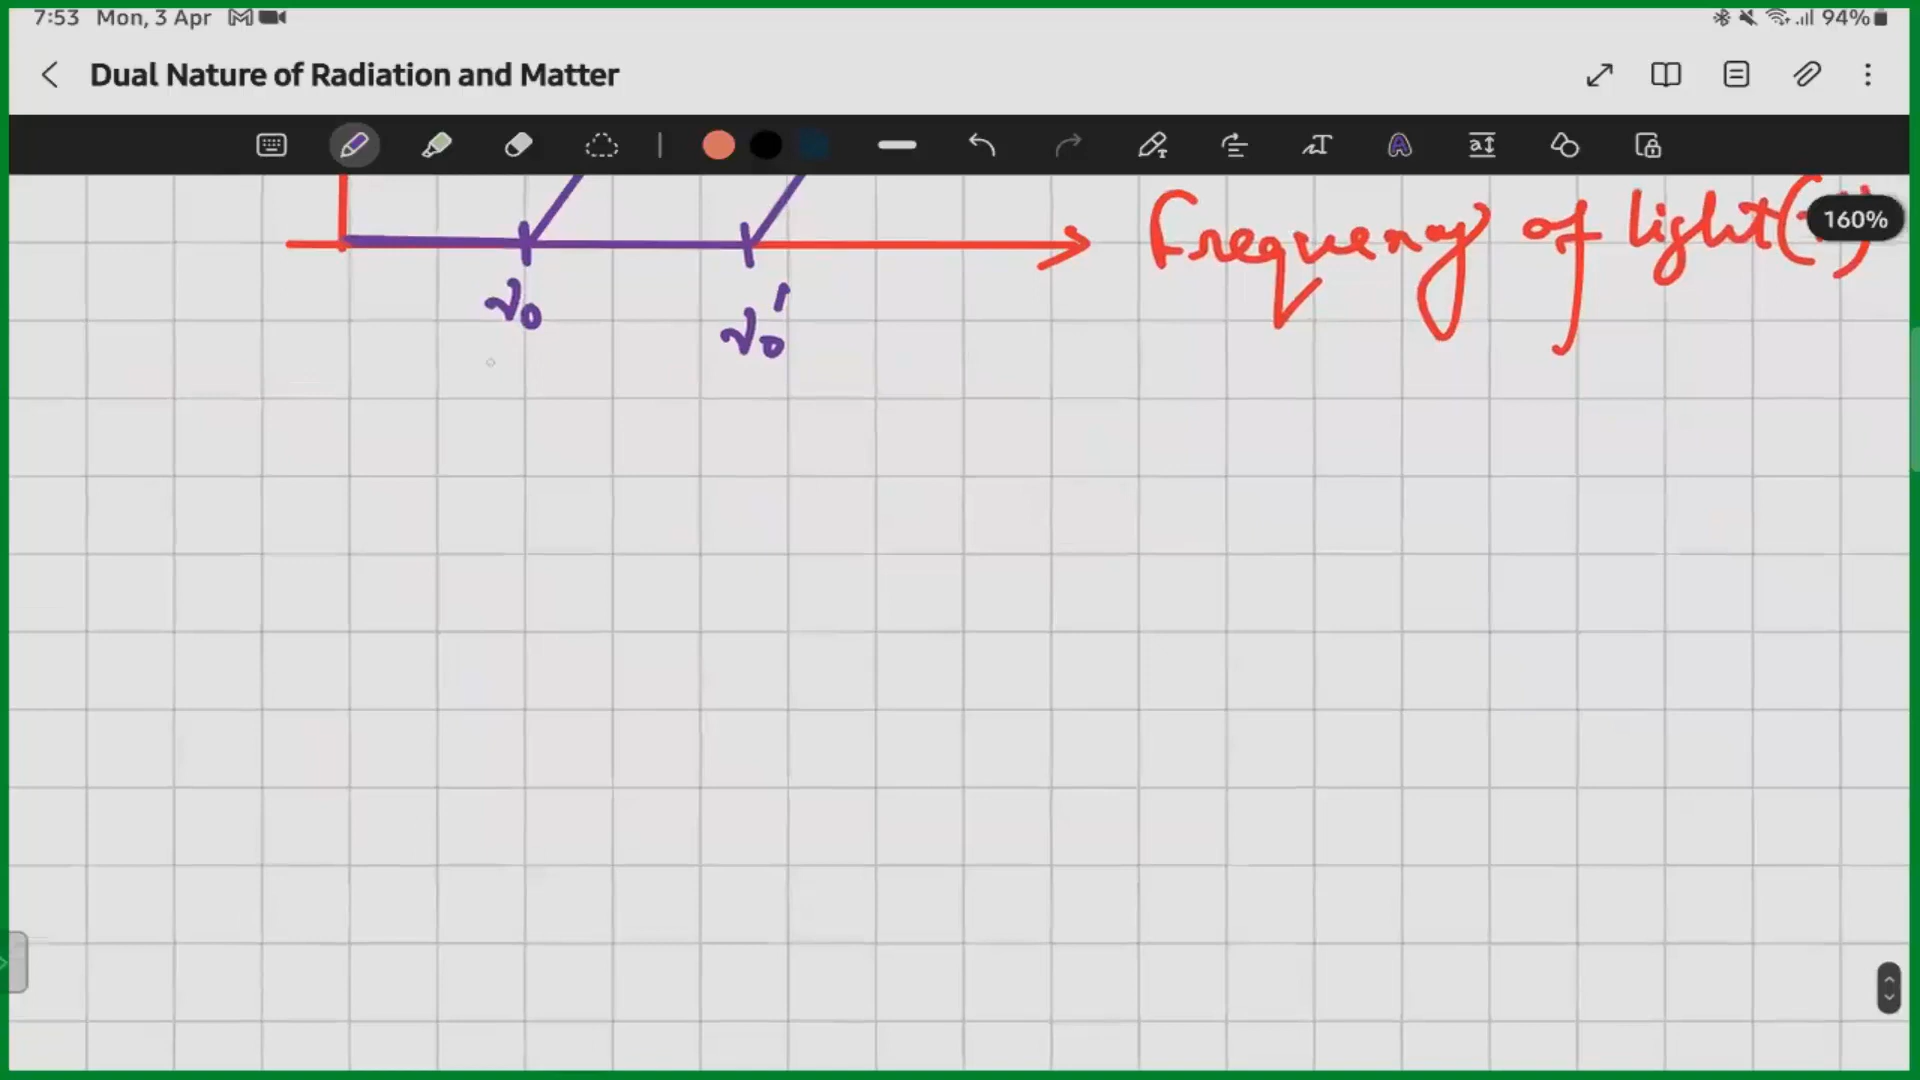 7:53 Mon, 3 Apr 94%
Dual Nature of Radiation and Matter
160%
Frequency of light
ν₀
ν₀'